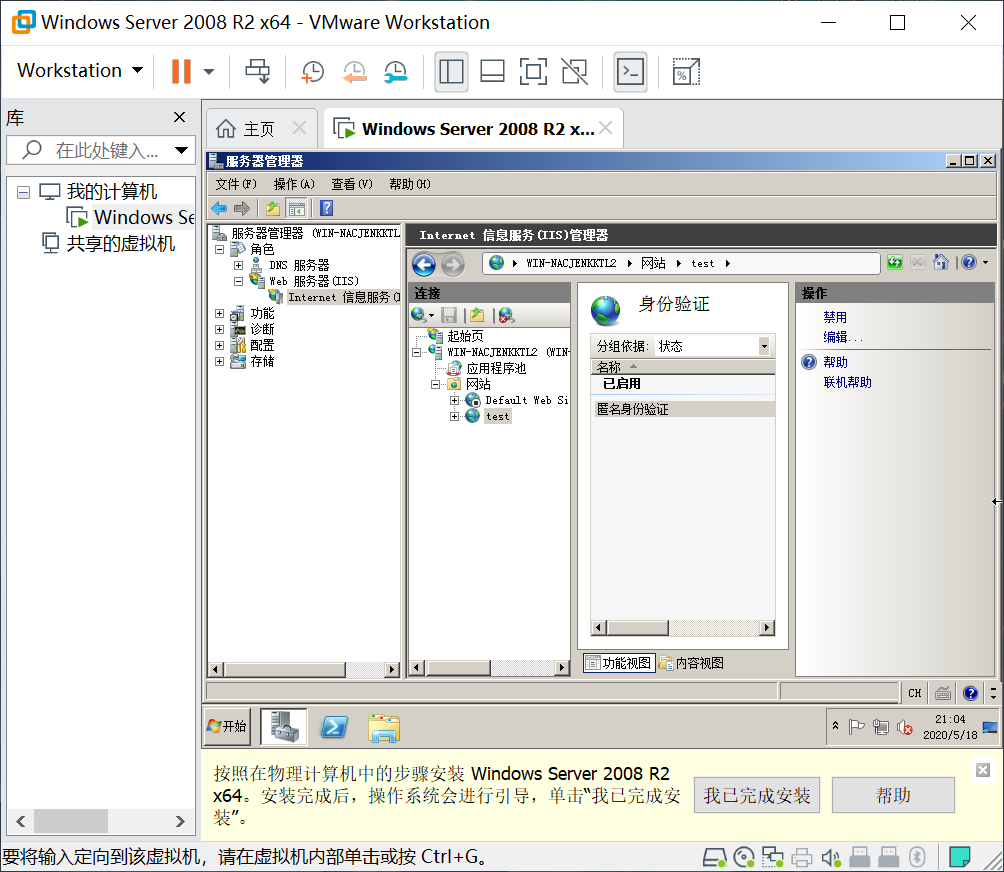 Windows Server 2008 R2 x64 - VMware Workstation
Workstation
库
在此处键入...
我的计算机
Windows Se
共享的虚拟机
主页
Windows Server 2008 R2 x...
服务器管理器
文件(F) 操作(A) 查看(V) 帮助(H)
服务器管理器 (WIN-NACJENKKTL
角色
DNS 服务器
Web 服务器(IIS)
Internet 信息服务(I
功能
诊断
配置
存储
Internet 信息服务(IIS)管理器
WIN-NACJENKKTL2 网站 test
连接
起始页
WIN-NACJENKKTL2 (WIN-
应用程序池
网站
Default Web Si
test
身份验证
分组依据: 状态
名称
已启用
匿名身份验证
功能视图 内容视图
操作
禁用
编辑...
帮助
联机帮助
CH
开始
21:04
2020/5/18
按照在物理计算机中的步骤安装 Windows Server 2008 R2
x64。安装完成后，操作系统会进行引导，单击“我已完成安
装”。
我已完成安装
帮助
要将输入定向到该虚拟机，请在虚拟机内部单击或按 Ctrl+G。